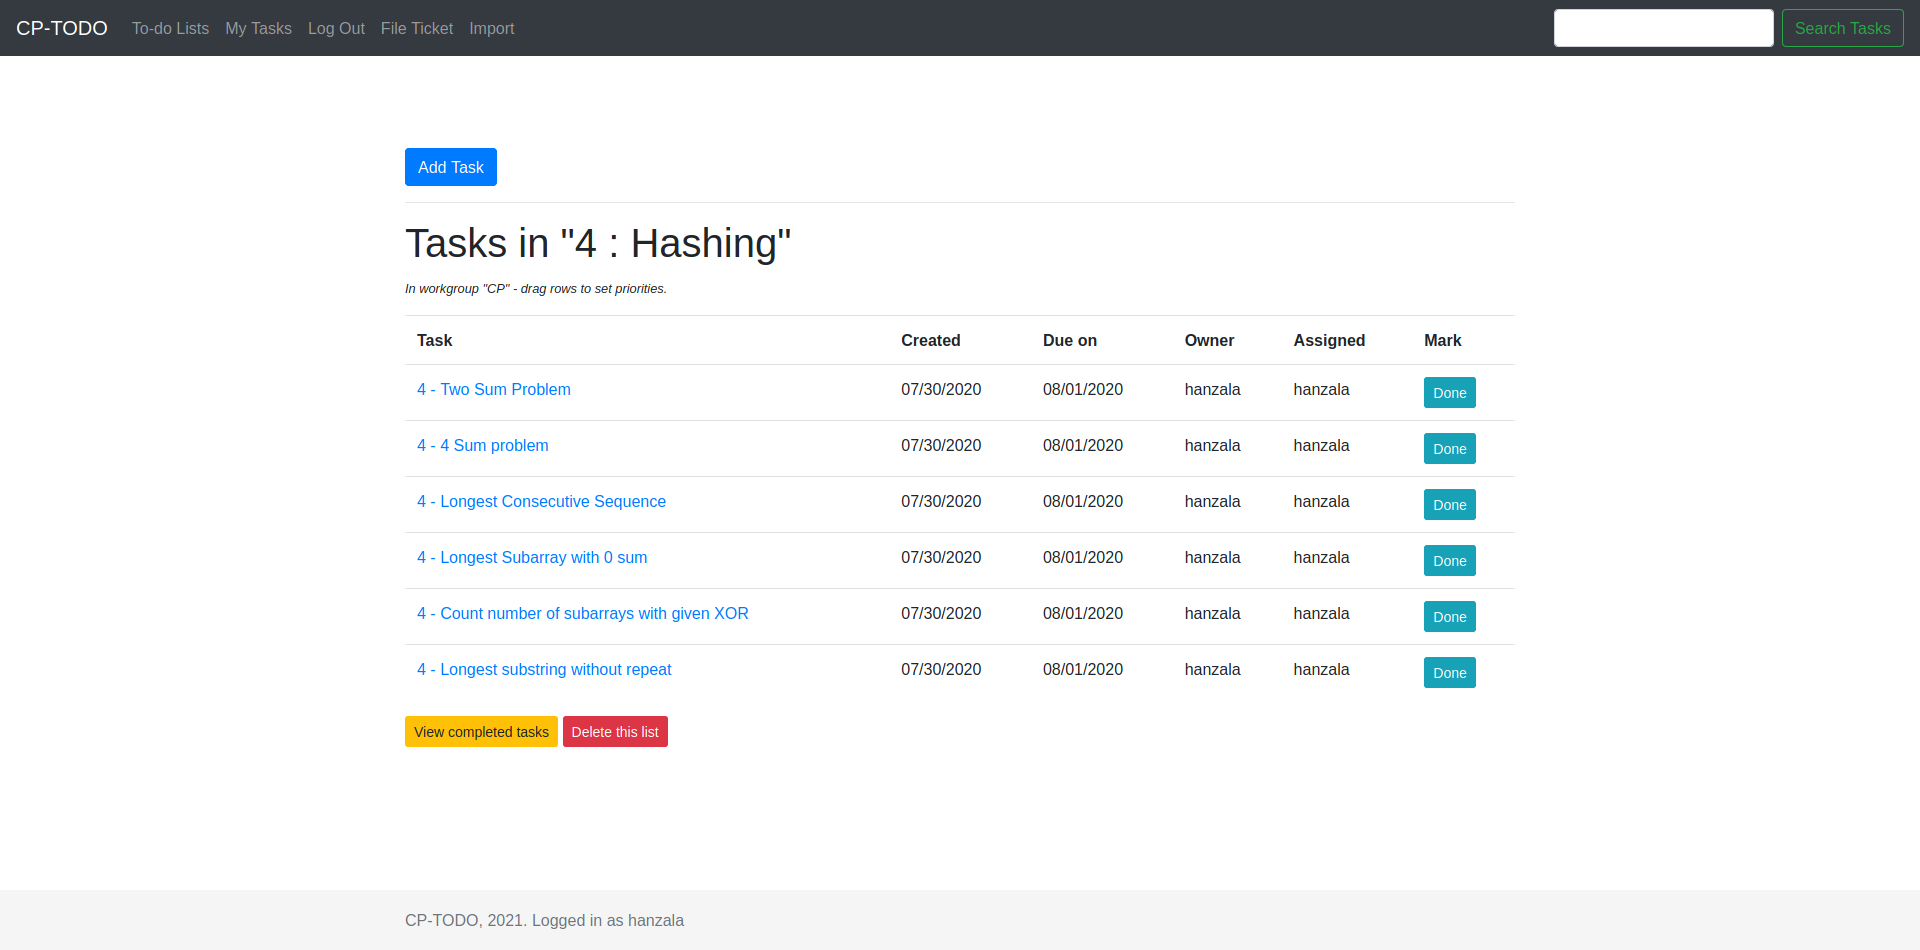 CP-TODO To-do Lists My Tasks Log Out File Ticket Import Search Tasks
Add Task
Tasks in "4 : Hashing"
In workgroup "CP" - drag rows to set priorities.
Task Created Due on Owner Assigned Mark
4 - Two Sum Problem 07/30/2020 08/01/2020 hanzala hanzala Done
4 - 4 Sum problem 07/30/2020 08/01/2020 hanzala hanzala Done
4 - Longest Consecutive Sequence 07/30/2020 08/01/2020 hanzala hanzala Done
4 - Longest Subarray with 0 sum 07/30/2020 08/01/2020 hanzala hanzala Done
4 - Count number of subarrays with given XOR 07/30/2020 08/01/2020 hanzala hanzala Done
4 - Longest substring without repeat 07/30/2020 08/01/2020 hanzala hanzala Done
View completed tasks Delete this list
CP-TODO, 2021. Logged in as hanzala